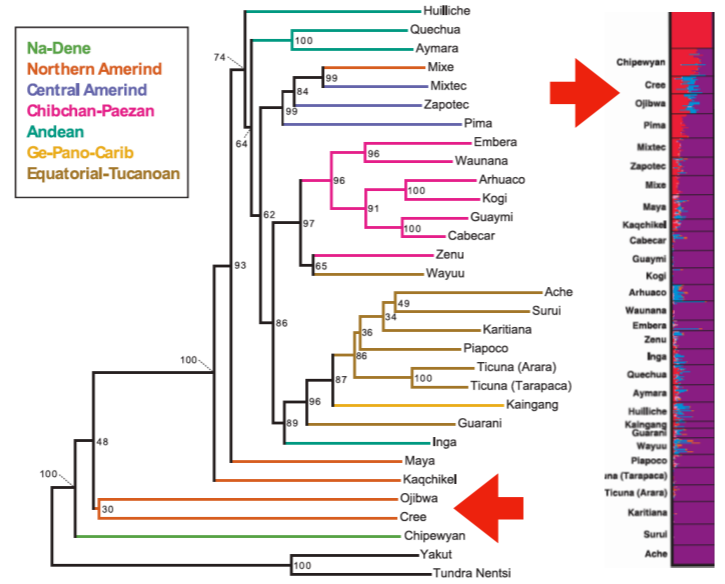 Na-Dene
Northern Amerind
Central Amerind
Chibchan-Paezan
Andean
Ge-Pano-Carib
Equatorial-Tucanoan
Huilliche
Quechua
100
Aymara
74
Mixe
99
84
Mixtec
Zapotec
99
Pima
64
Embera
96
Waunana
96
Arhuaco
100
Kogi
91
Guaymi
100
Cabecar
62
97
Zenu
65
Wayuu
93
Ache
49
Surui
34
Karitiana
36
Piapoco
86
86
Ticuna (Arara)
100
Ticuna (Tarapaca)
87
Kaingang
96
Guarani
89
Inga
100
Maya
Kaqchikel
48
Ojibwa
30
Cree
100
Chipewyan
Yakut
100
Tundra Nentsi
Chipewyan
Cree
Ojibwa
Pima
Mixtec
Zapotec
Mixe
Maya
Kaqchikel
Cabecar
Guaymi
Kogi
Arhuaco
Waunana
Embera
Zenu
Inga
Quechua
Aymara
Huilliche
Kaingang
Guarani
Wayuu
Piapoco
una (Tarapaca)
Ticuna (Arara)
Karitiana
Surui
Ache